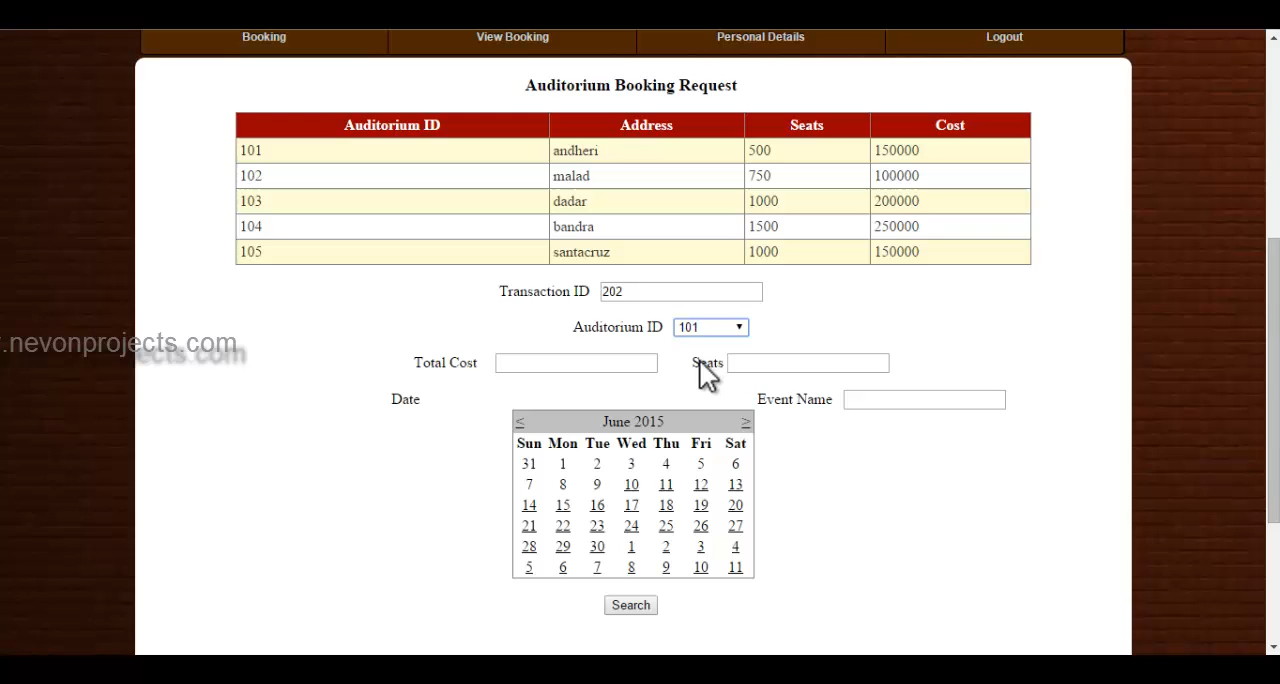 Booking View Booking Personal Details Logout
Auditorium Booking Request
Auditorium ID Address Seats Cost
101 andheri 500 150000
102 malad 750 100000
103 dadar 1000 200000
104 bandra 1500 250000
105 santacruz 1000 150000
Transaction ID 202
Auditorium ID 101
.nevonprojects.com
Total Cost Seats
Date Event Name
< June 2015 >
Sun Mon Tue Wed Thu Fri Sat
31 1 2 3 4 5 6
7 8 9 10 11 12 13
14 15 16 17 18 19 20
21 22 23 24 25 26 27
28 29 30 1 2 3 4
5 6 7 8 9 10 11
Search